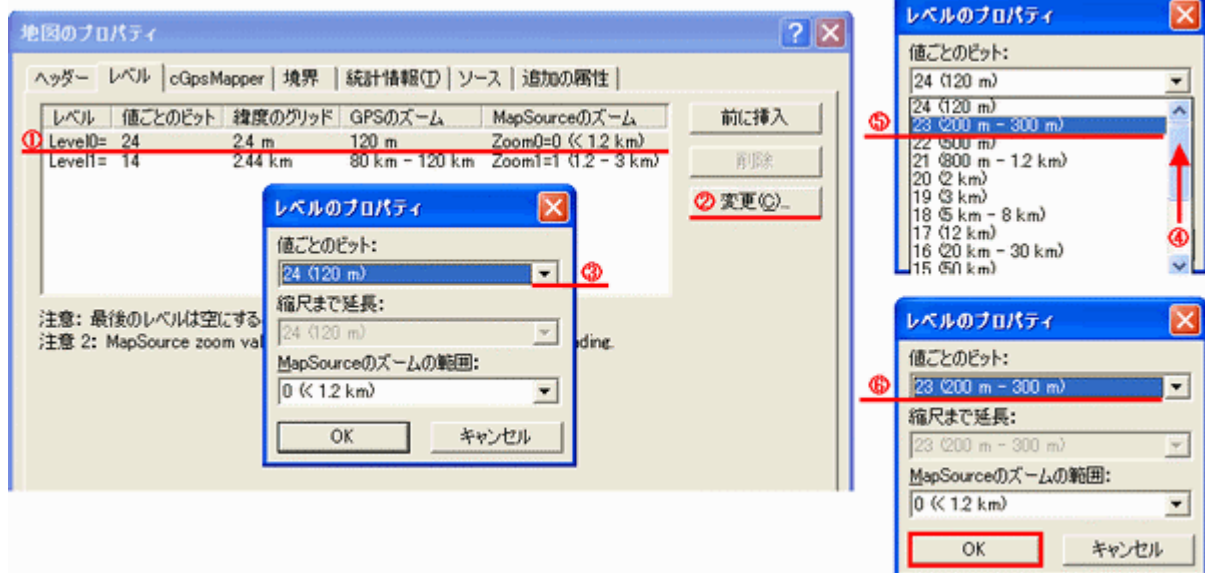 地図のプロパティ
ヘッダー レベル cGpsMapper 境界 統計情報(T) ソース 追加の属性
レベル 値ごとのビット 緯度のグリッド GPSのズーム MapSourceのズーム
① Level0= 24 2.4 m 120 m Zoom0=0 (< 1.2 km)
Level1= 14 2.44 km 80 km - 120 km Zoom1=1 (1.2 - 3 km)
前に挿入
削除
② 変更(C)...
レベルのプロパティ
値ごとのビット:
24 (120 m) ③
縮尺まで延長:
24 (120 m)
MapSourceのズームの範囲:
0 (< 1.2 km)
OK キャンセル
注意: 最後のレベルは空にする
注意 2: MapSource zoom val
ding.
レベルのプロパティ
値ごとのビット:
24 (120 m)
24 (120 m)
⑤ 23 (200 m - 300 m)
22 (500 m)
21 (800 m - 1.2 km)
20 (2 km)
19 (3 km)
18 (5 km - 8 km)
17 (12 km) ④
16 (20 km - 30 km)
15 (50 km)
レベルのプロパティ
値ごとのビット:
⑥ 23 (200 m - 300 m)
縮尺まで延長:
23 (200 m - 300 m)
MapSourceのズームの範囲:
0 (< 1.2 km)
OK キャンセル